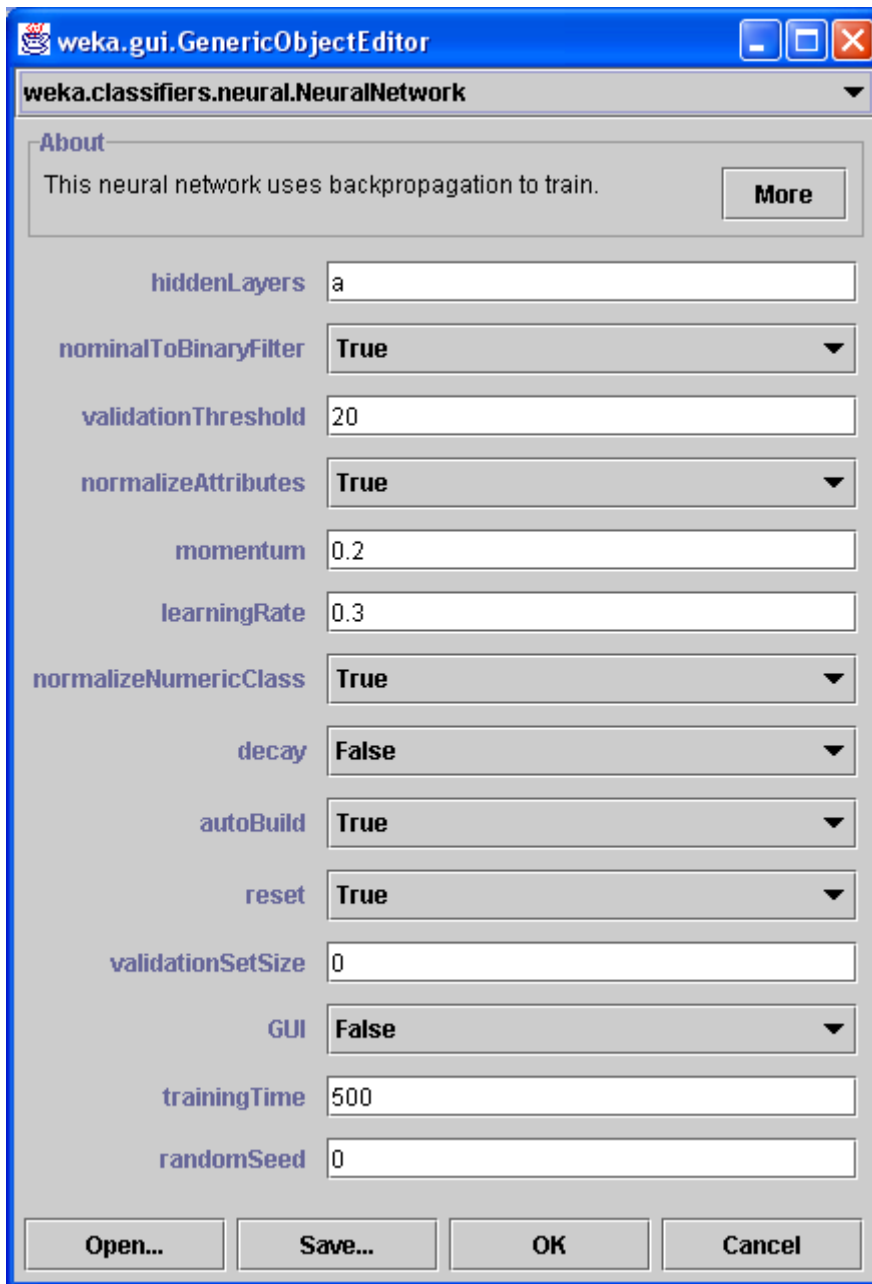 weka.gui.GenericObjectEditor
weka.classifiers.neural.NeuralNetwork
About
This neural network uses backpropagation to train.
More
hiddenLayers a
nominalToBinaryFilter True
validationThreshold 20
normalizeAttributes True
momentum 0.2
learningRate 0.3
normalizeNumericClass True
decay False
autoBuild True
reset True
validationSetSize 0
GUI False
trainingTime 500
randomSeed 0
Open... Save... OK Cancel